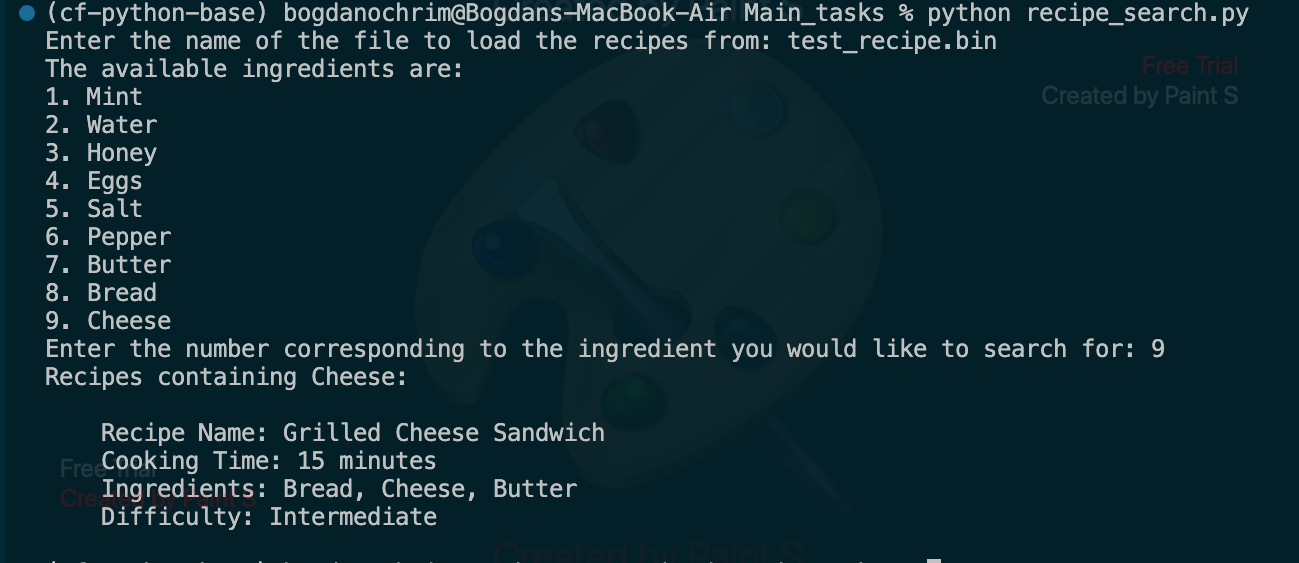 (cf-python-base) bogdanochrim@Bogdans-MacBook-Air Main_tasks % python recipe_search.py
Enter the name of the file to load the recipes from: test_recipe.bin
The available ingredients are:
Free Trial
1. Mint
Created by Paint S
2. Water
3. Honey
4. Eggs
5. Salt
6. Pepper
7. Butter
8. Bread
9. Cheese
Enter the number corresponding to the ingredient you would like to search for: 9
Recipes containing Cheese:
Recipe Name: Grilled Cheese Sandwich
Cooking Time: 15 minutes
Free Trial
Ingredients: Bread, Cheese, Butter
Created by Paint S
Difficulty: Intermediate
Created by Paint S